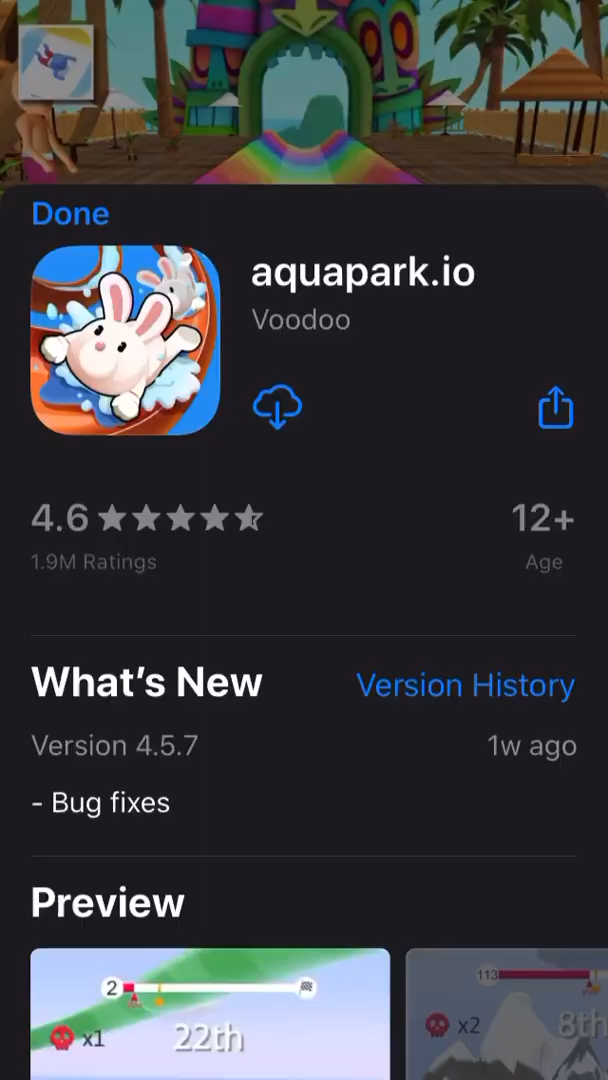 Done
aquapark.io
Voodoo
4.6
12+
1.9M Ratings
Age
What’s New
Version History
Version 4.5.7
1w ago
- Bug fixes
Preview
2
x1
22th
113
x2
8th